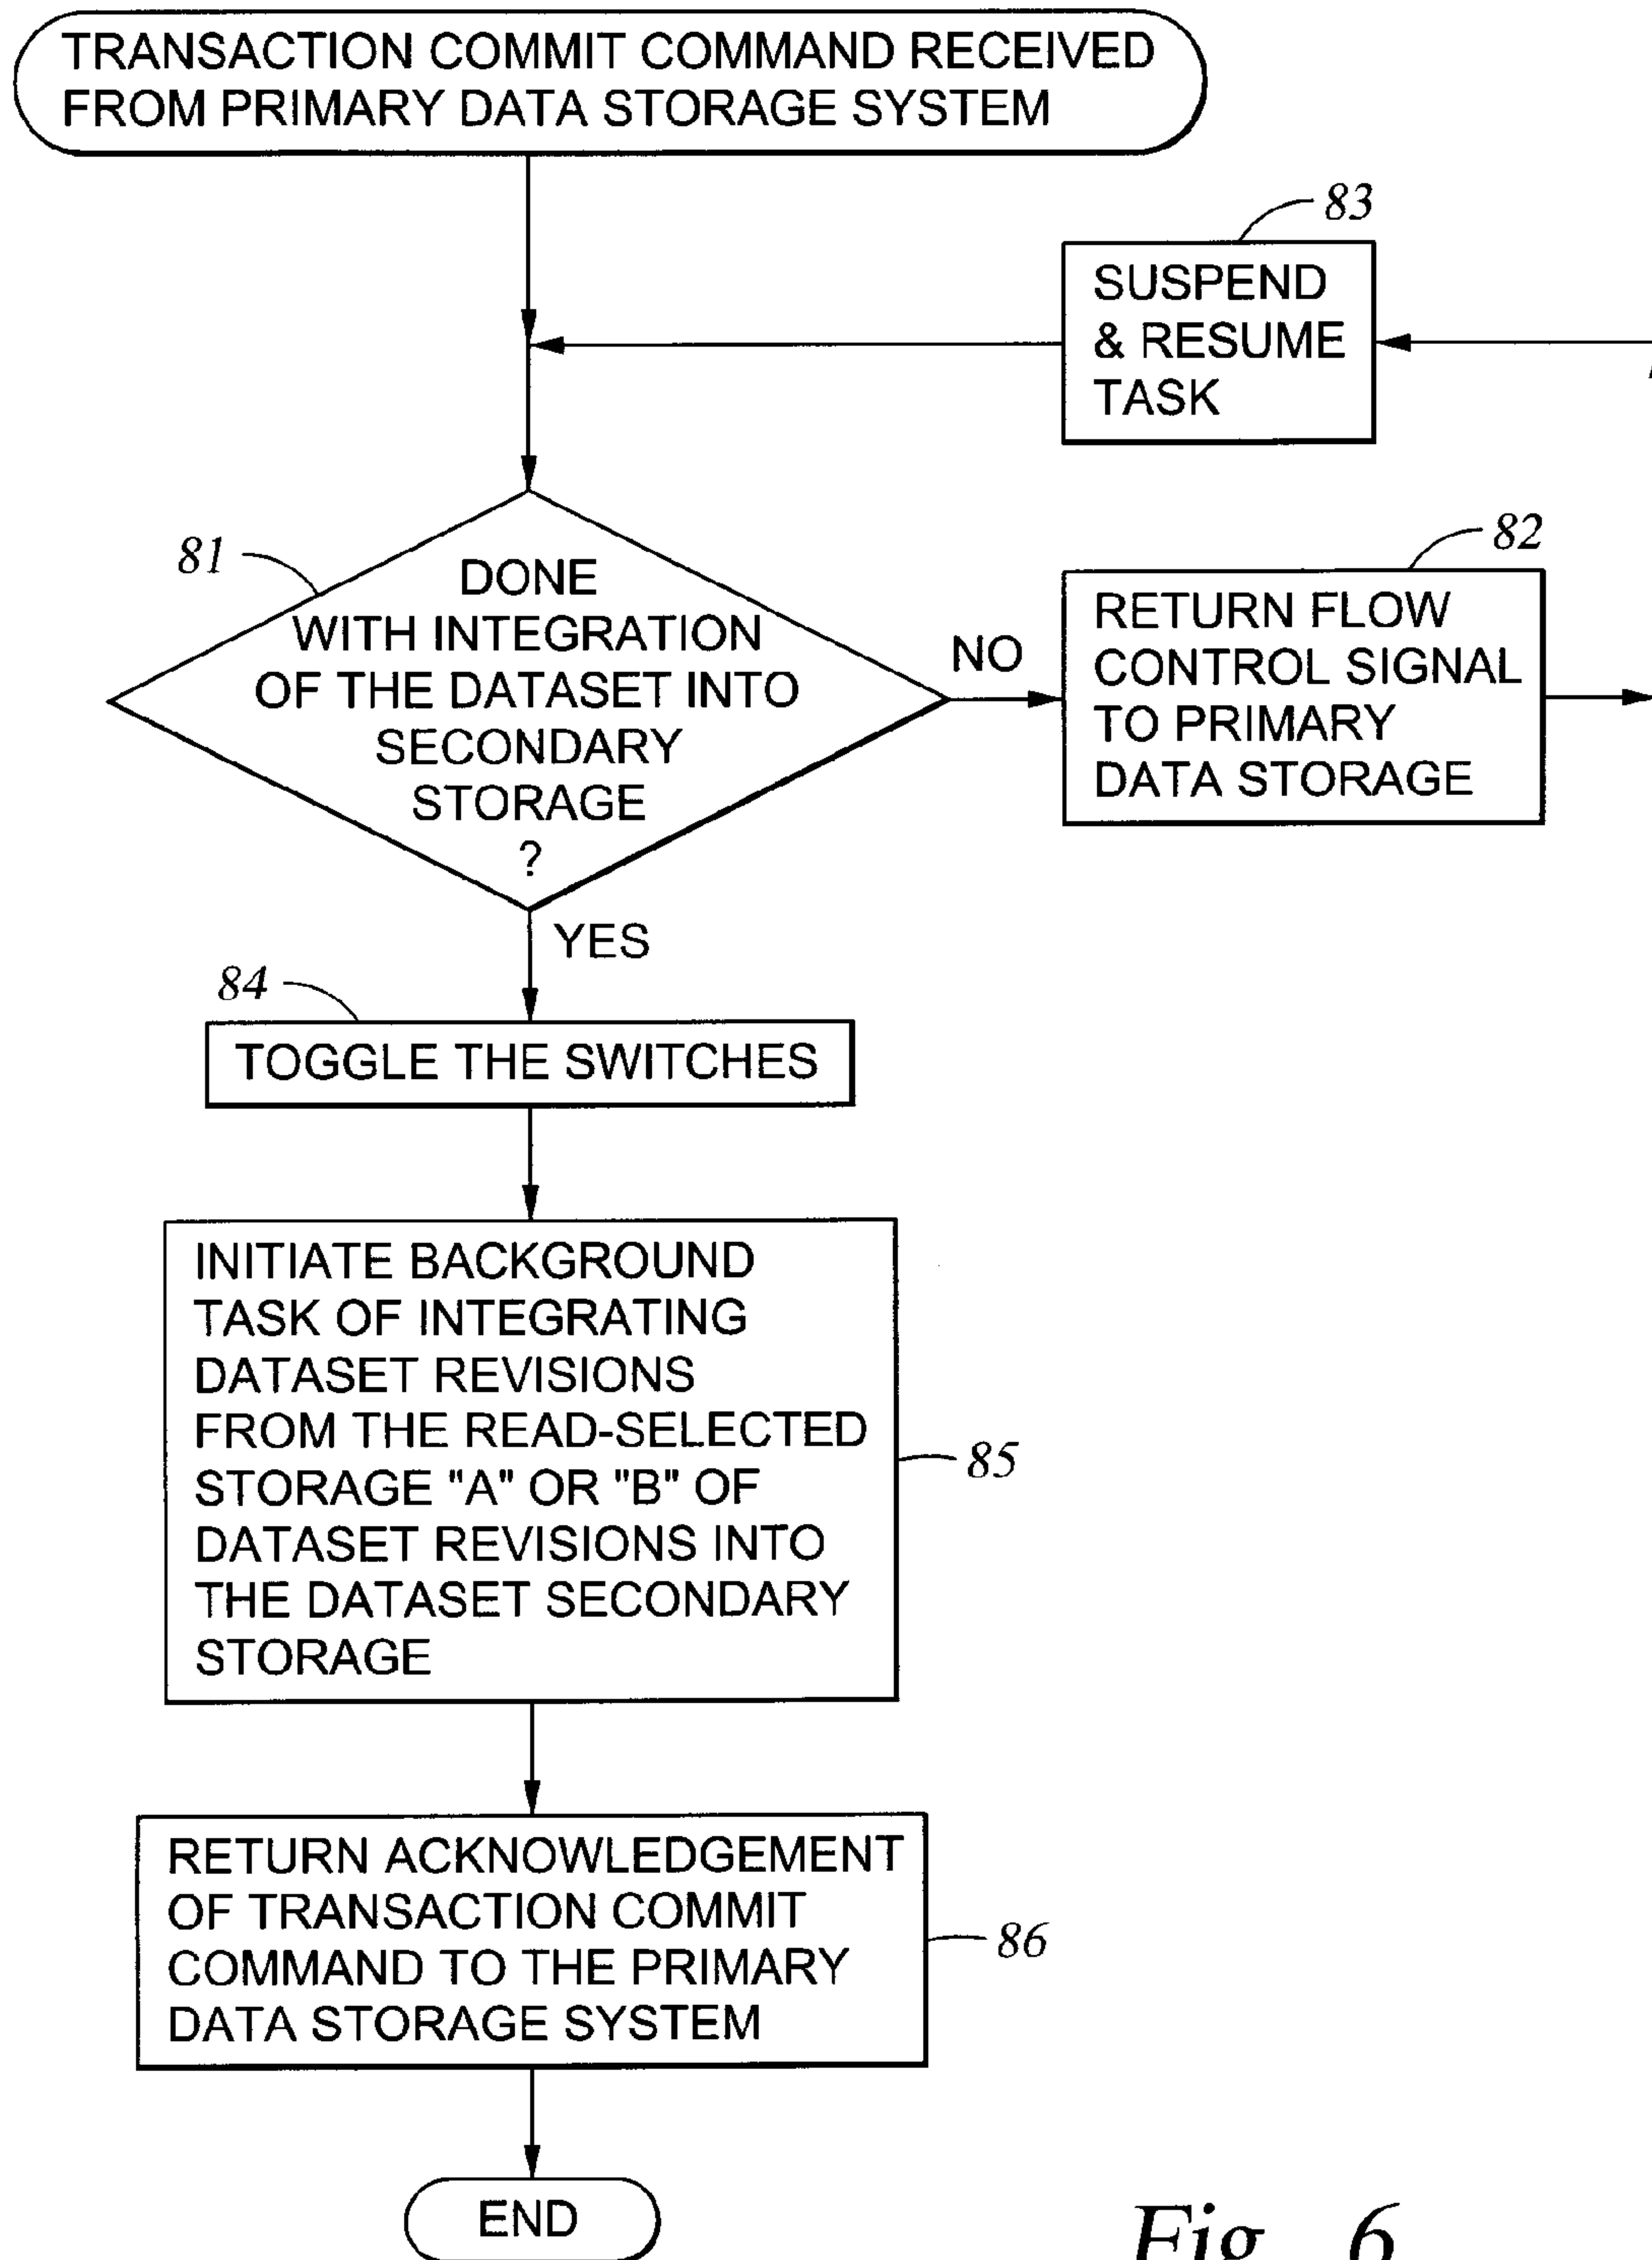 TRANSACTION COMMIT COMMAND RECEIVED
FROM PRIMARY DATA STORAGE SYSTEM
83
SUSPEND
& RESUME
TASK
81
DONE
WITH INTEGRATION
OF THE DATASET INTO
SECONDARY
STORAGE
?
NO
82
RETURN FLOW
CONTROL SIGNAL
TO PRIMARY
DATA STORAGE
YES
84
TOGGLE THE SWITCHES
INITIATE BACKGROUND
TASK OF INTEGRATING
DATASET REVISIONS
FROM THE READ-SELECTED
STORAGE "A" OR "B" OF
DATASET REVISIONS INTO
THE DATASET SECONDARY
STORAGE
85
RETURN ACKNOWLEDGEMENT
OF TRANSACTION COMMIT
COMMAND TO THE PRIMARY
DATA STORAGE SYSTEM
86
END
Fig. 6